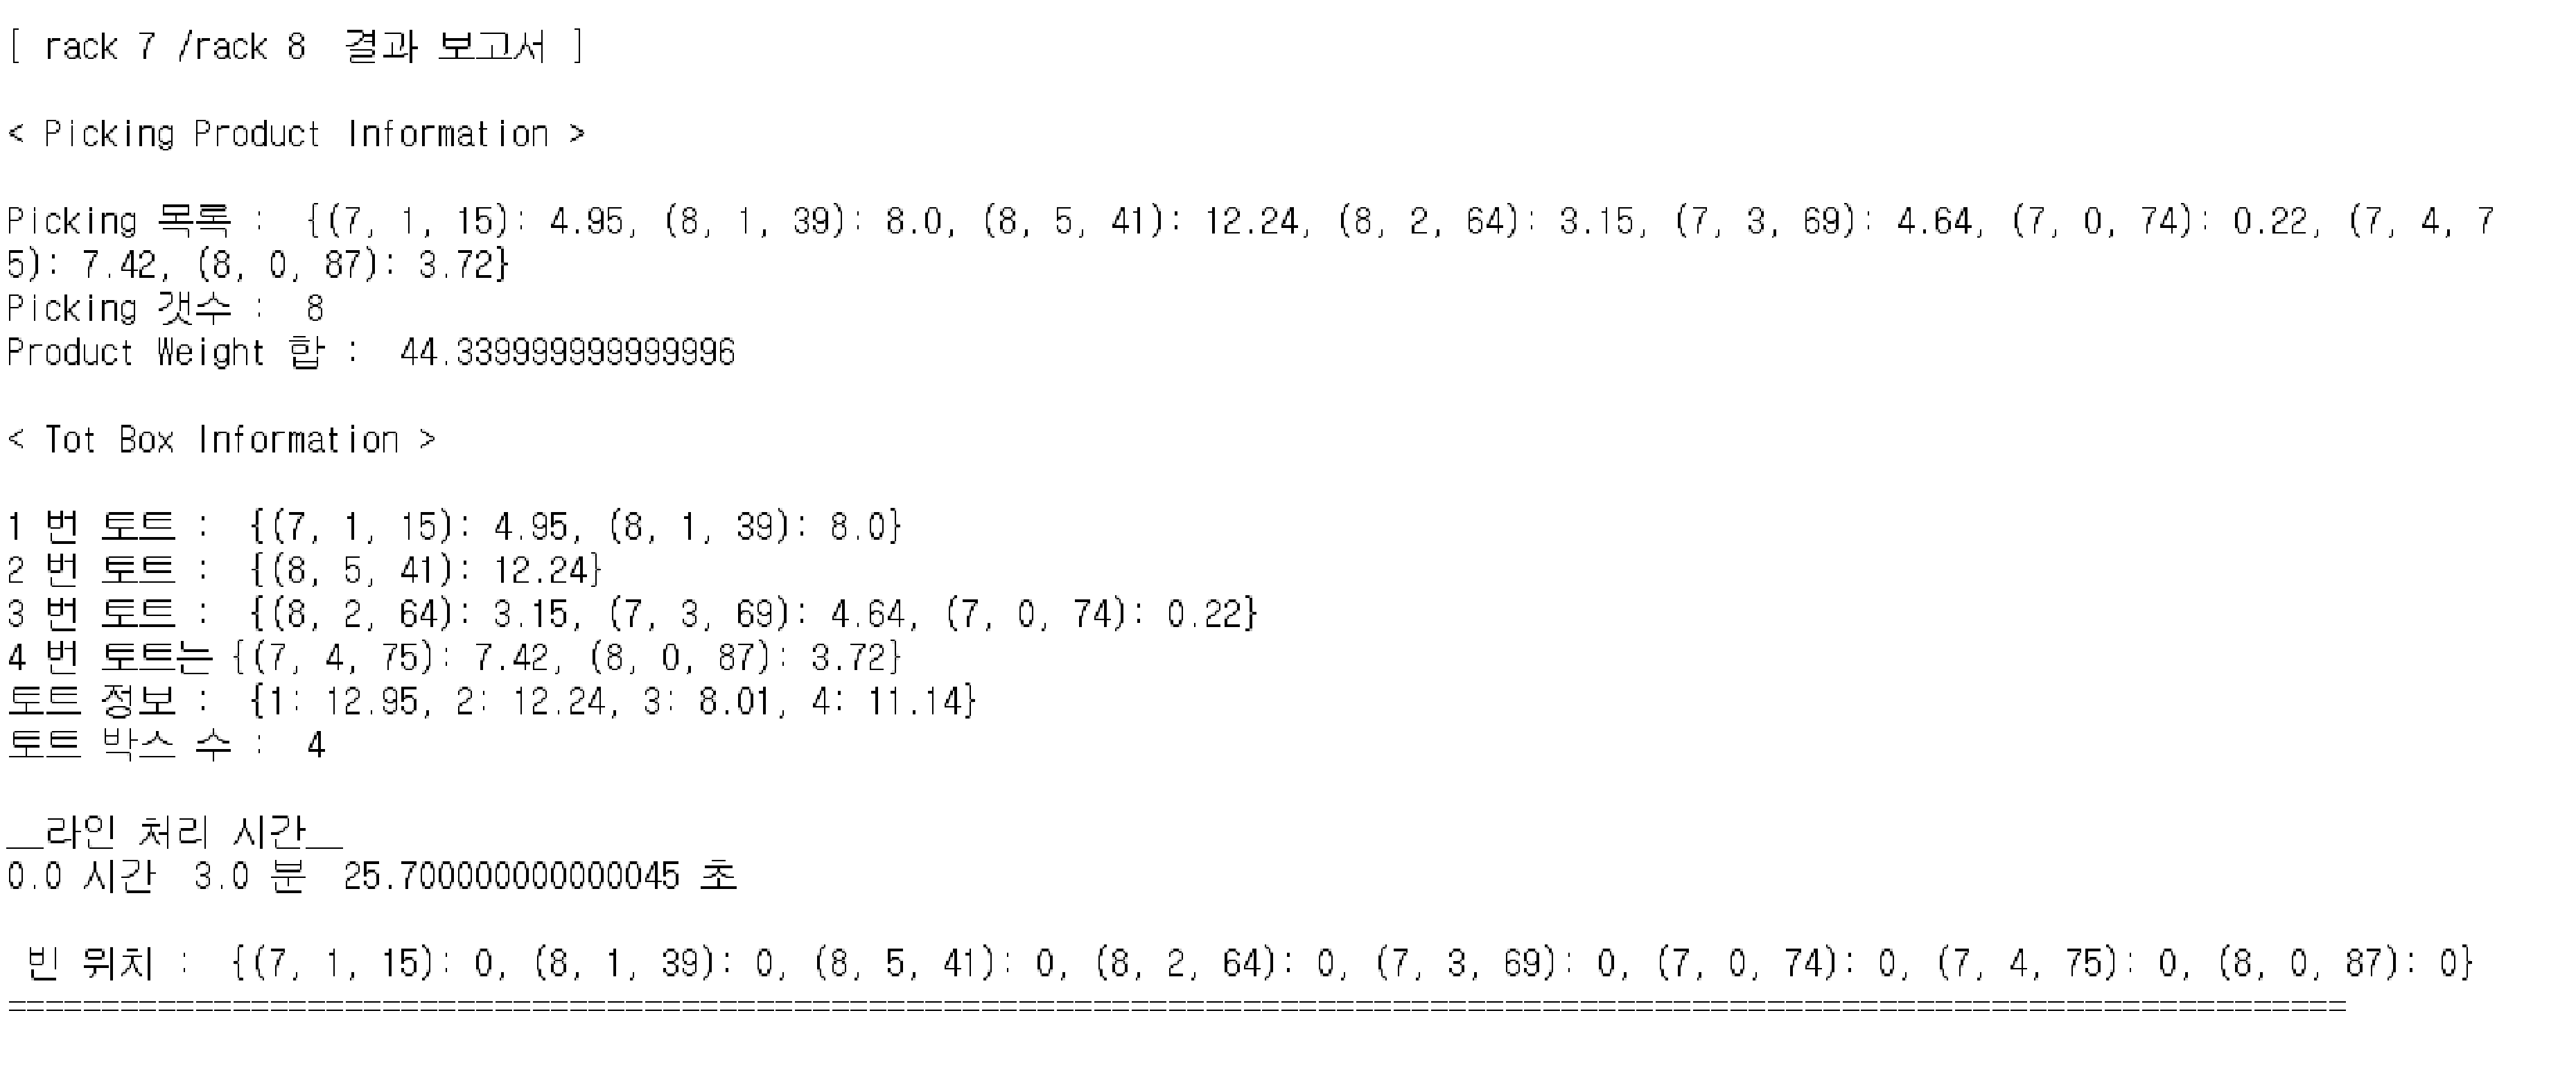 [ rack 7 /rack 8  결과 보고서 ]
< Picking Product Information >
Picking 목록 :  {(7, 1, 15): 4.95, (8, 1, 39): 8.0, (8, 5, 41): 12.24, (8, 2, 64): 3.15, (7, 3, 69): 4.64, (7, 0, 74): 0.22, (7, 4, 7
5): 7.42, (8, 0, 87): 3.72}
Picking 갯수 :  8
Product Weight 합 :  44.339999999999996
< Tot Box Information >
1 번 토트 :  {(7, 1, 15): 4.95, (8, 1, 39): 8.0}
2 번 토트 :  {(8, 5, 41): 12.24}
3 번 토트 :  {(8, 2, 64): 3.15, (7, 3, 69): 4.64, (7, 0, 74): 0.22}
4 번 토트는 {(7, 4, 75): 7.42, (8, 0, 87): 3.72}
토트 정보 :  {1: 12.95, 2: 12.24, 3: 8.01, 4: 11.14}
토트 박스 수 :  4
__라인 처리 시간__
0.0 시간  3.0 분  25.700000000000045 초
빈 위치 :  {(7, 1, 15): 0, (8, 1, 39): 0, (8, 5, 41): 0, (8, 2, 64): 0, (7, 3, 69): 0, (7, 0, 74): 0, (7, 4, 75): 0, (8, 0, 87): 0}
=============================================================================================================================